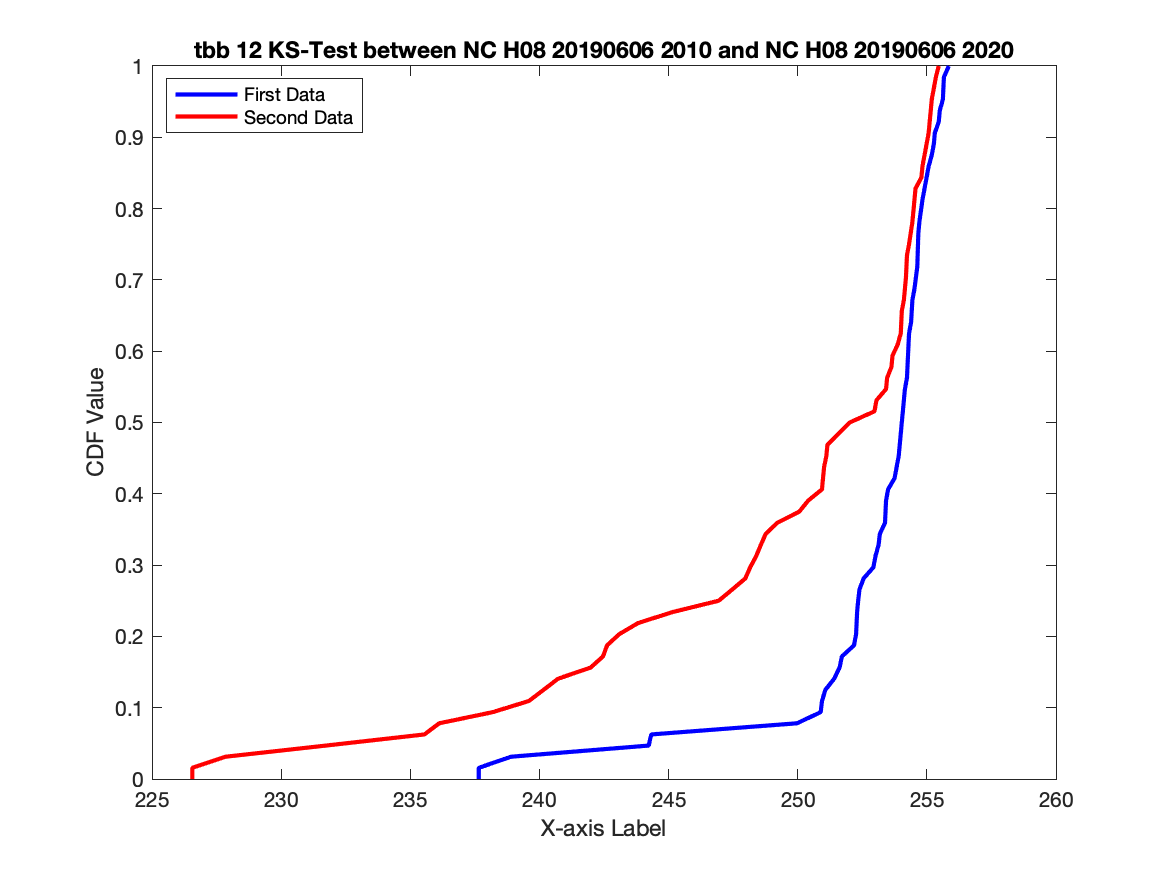 tbb 12 KS-Test between NC H08 20190606 2010 and NC H08 20190606 2020
First Data
Second Data
1
0.9
0.8
0.7
0.6
0.5
0.4
0.3
0.2
0.1
0
CDF Value
225 230 235 240 245 250 255 260
X-axis Label